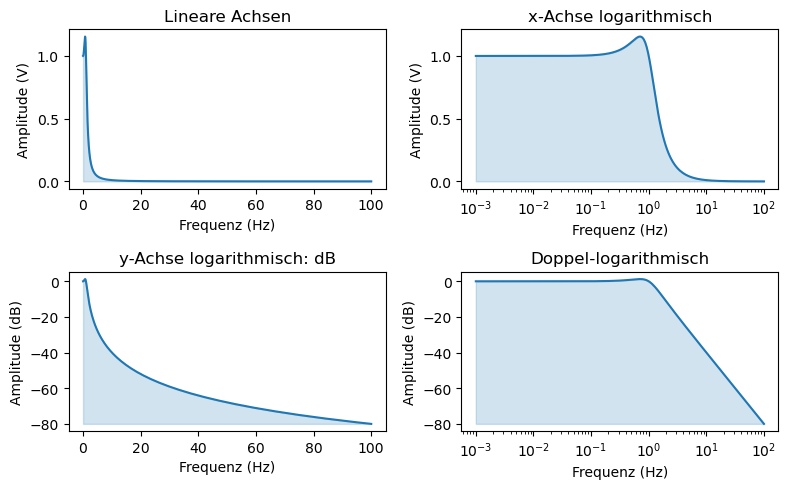 Lineare Achsen
1.0
0.5
0.0
Amplitude (V)
0 20 40 60 80 100
Frequenz (Hz)
x-Achse logarithmisch
1.0
0.5
0.0
Amplitude (V)
10⁻³ 10⁻² 10⁻¹ 10⁰ 10¹ 10²
Frequenz (Hz)
y-Achse logarithmisch: dB
0
−20
−40
−60
−80
Amplitude (dB)
0 20 40 60 80 100
Frequenz (Hz)
Doppel-logarithmisch
0
−20
−40
−60
−80
Amplitude (dB)
10⁻³ 10⁻² 10⁻¹ 10⁰ 10¹ 10²
Frequenz (Hz)